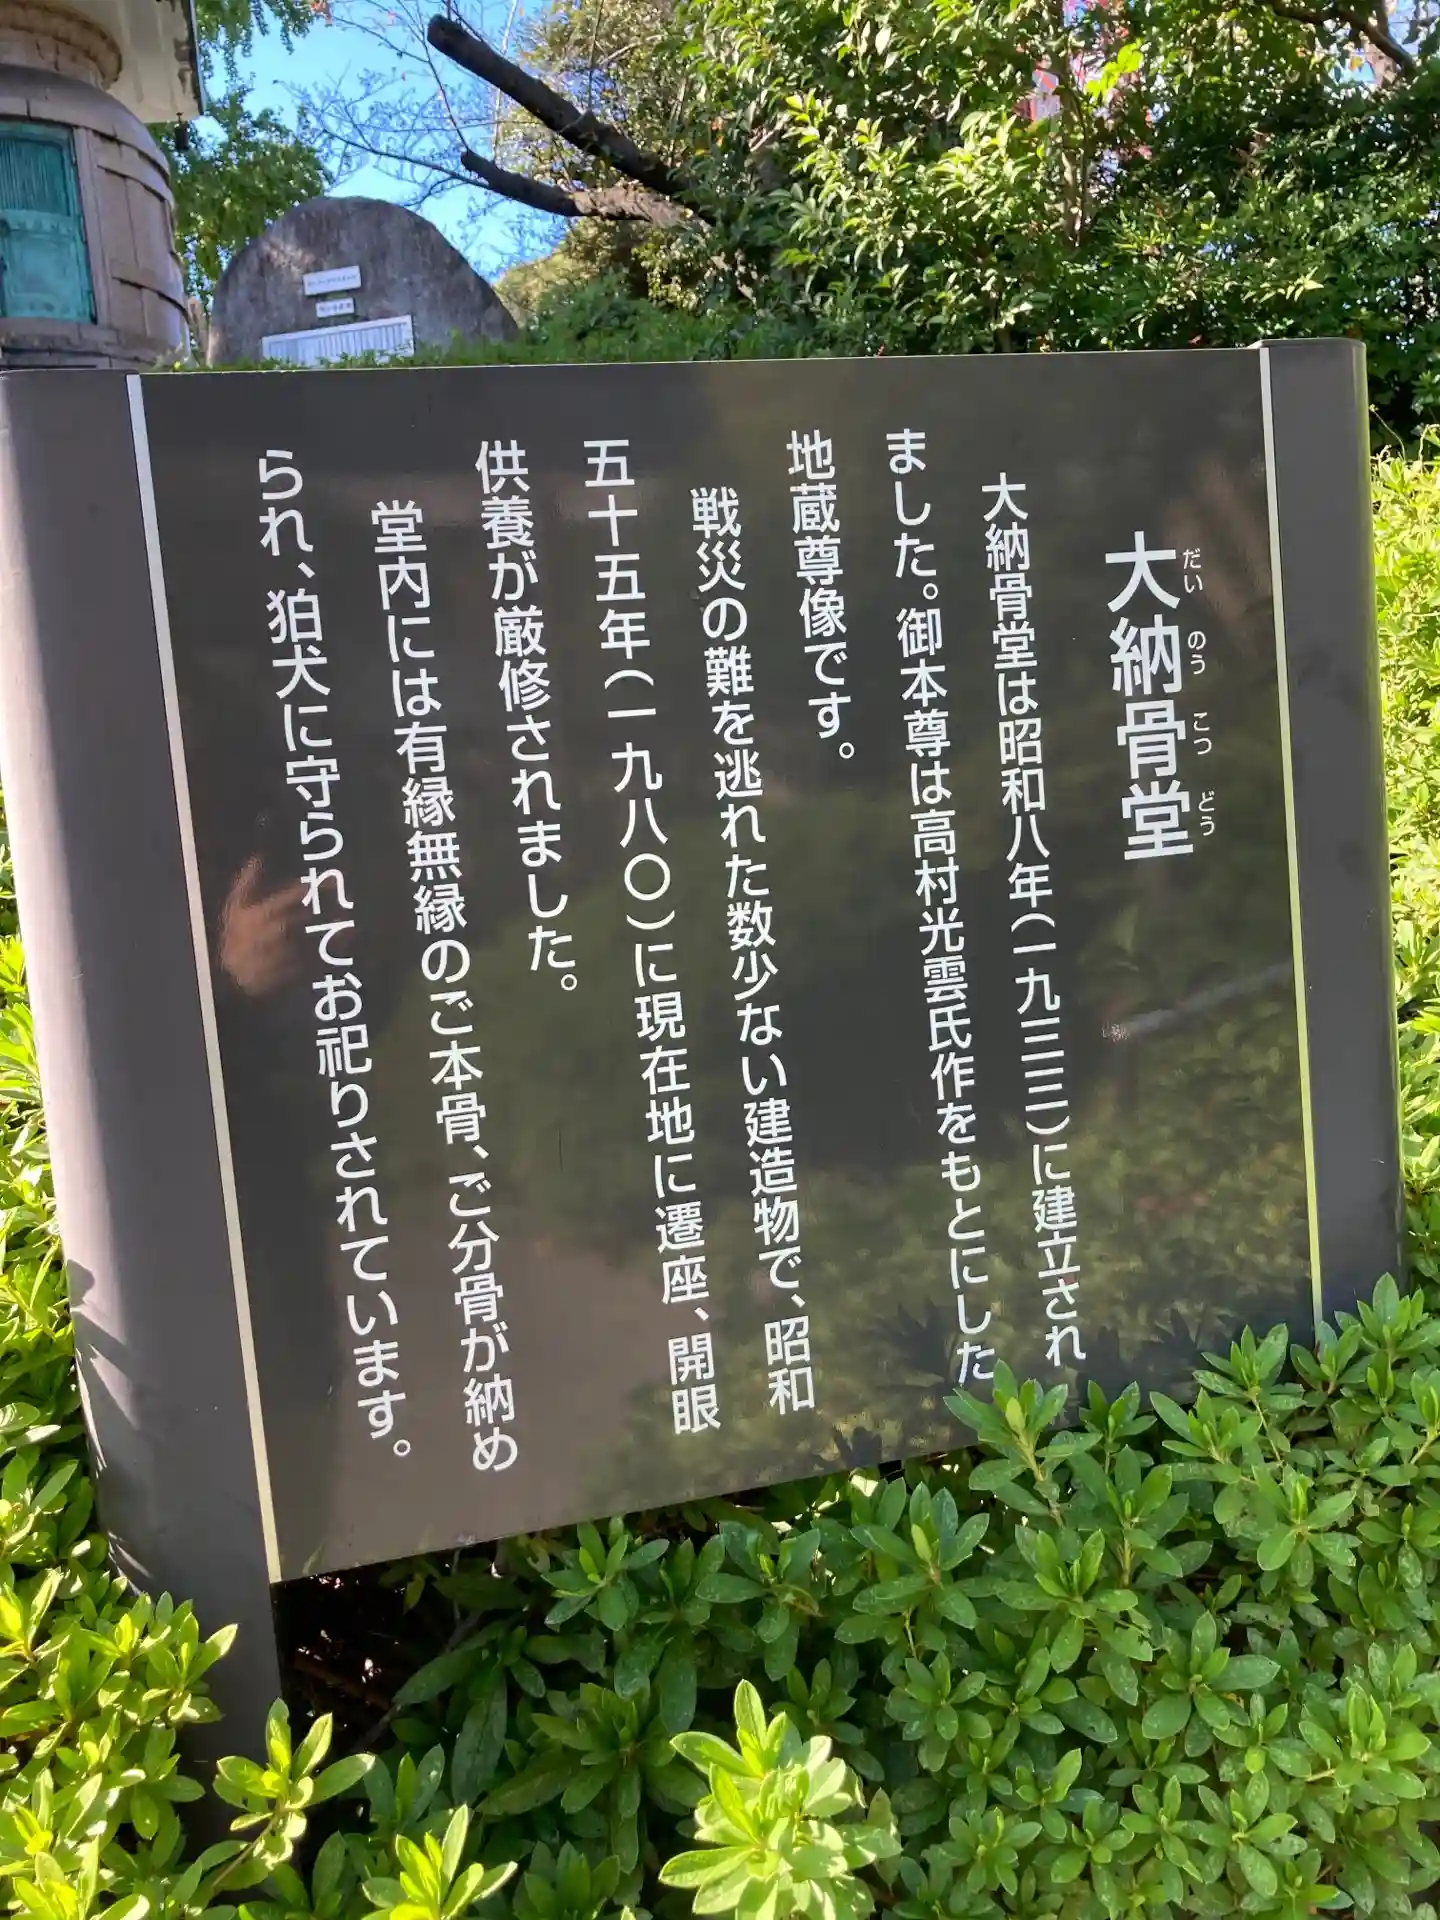 大納骨堂
だいのうこつどう
大納骨堂は昭和八年(一九三三)に建立され
ました。御本尊は高村光雲氏作をもとにした
地蔵尊像です。
戦災の難を逃れた数少ない建造物で、昭和
五十五年(一九八〇)に現在地に遷座、開眼
供養が厳修されました。
堂内には有縁無縁のご本骨、ご分骨が納め
られ、狛犬に守られてお祀りされています。